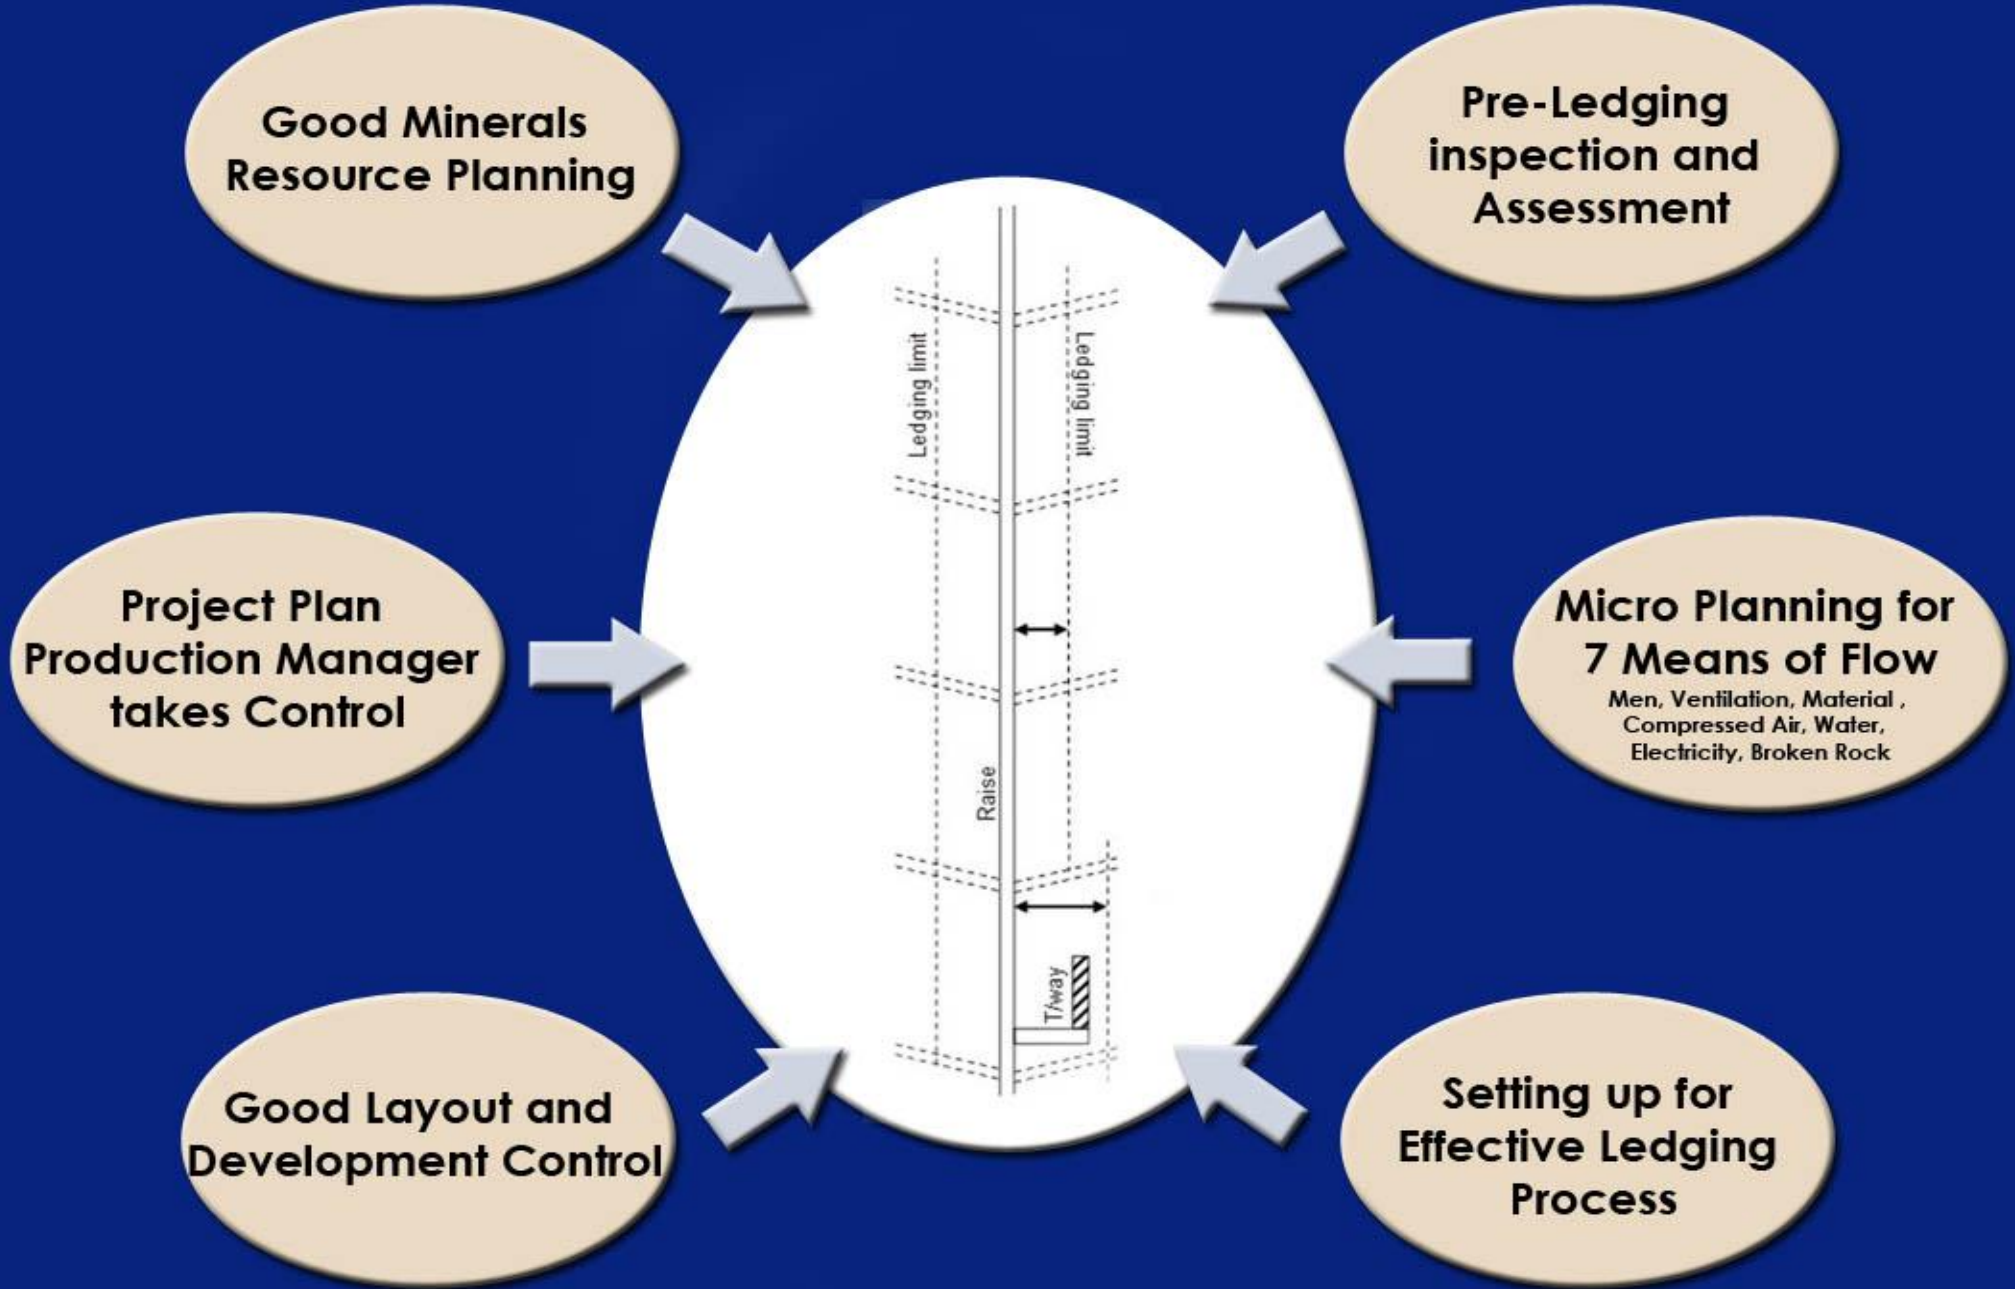 Good Minerals
Resource Planning
Pre-Ledging
inspection and
Assessment
Project Plan
Production Manager
takes Control
Ledging limit
Ledging limit
Raise
T/way
Micro Planning for
7 Means of Flow
Men, Ventilation, Material ,
Compressed Air, Water,
Electricity, Broken Rock
Good Layout and
Development Control
Setting up for
Effective Ledging
Process